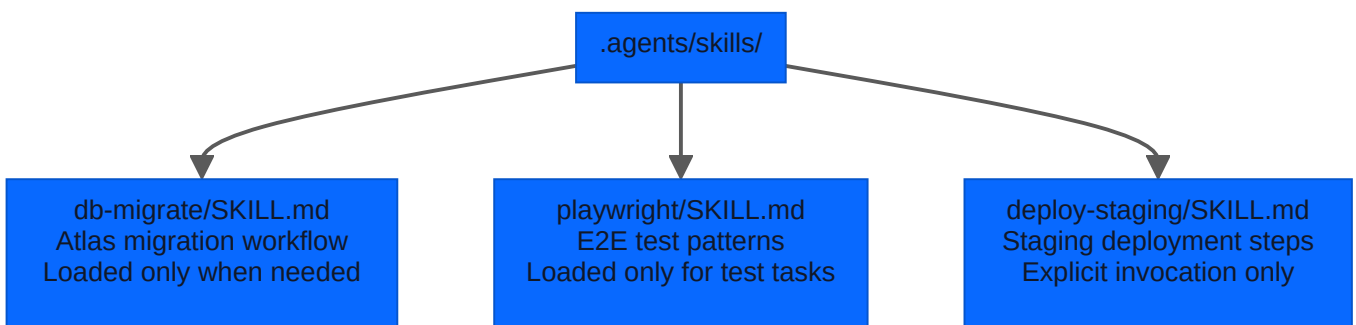 .agents/skills/
db-migrate/SKILL.md
Atlas migration workflow
Loaded only when needed
playwright/SKILL.md
E2E test patterns
Loaded only for test tasks
deploy-staging/SKILL.md
Staging deployment steps
Explicit invocation only